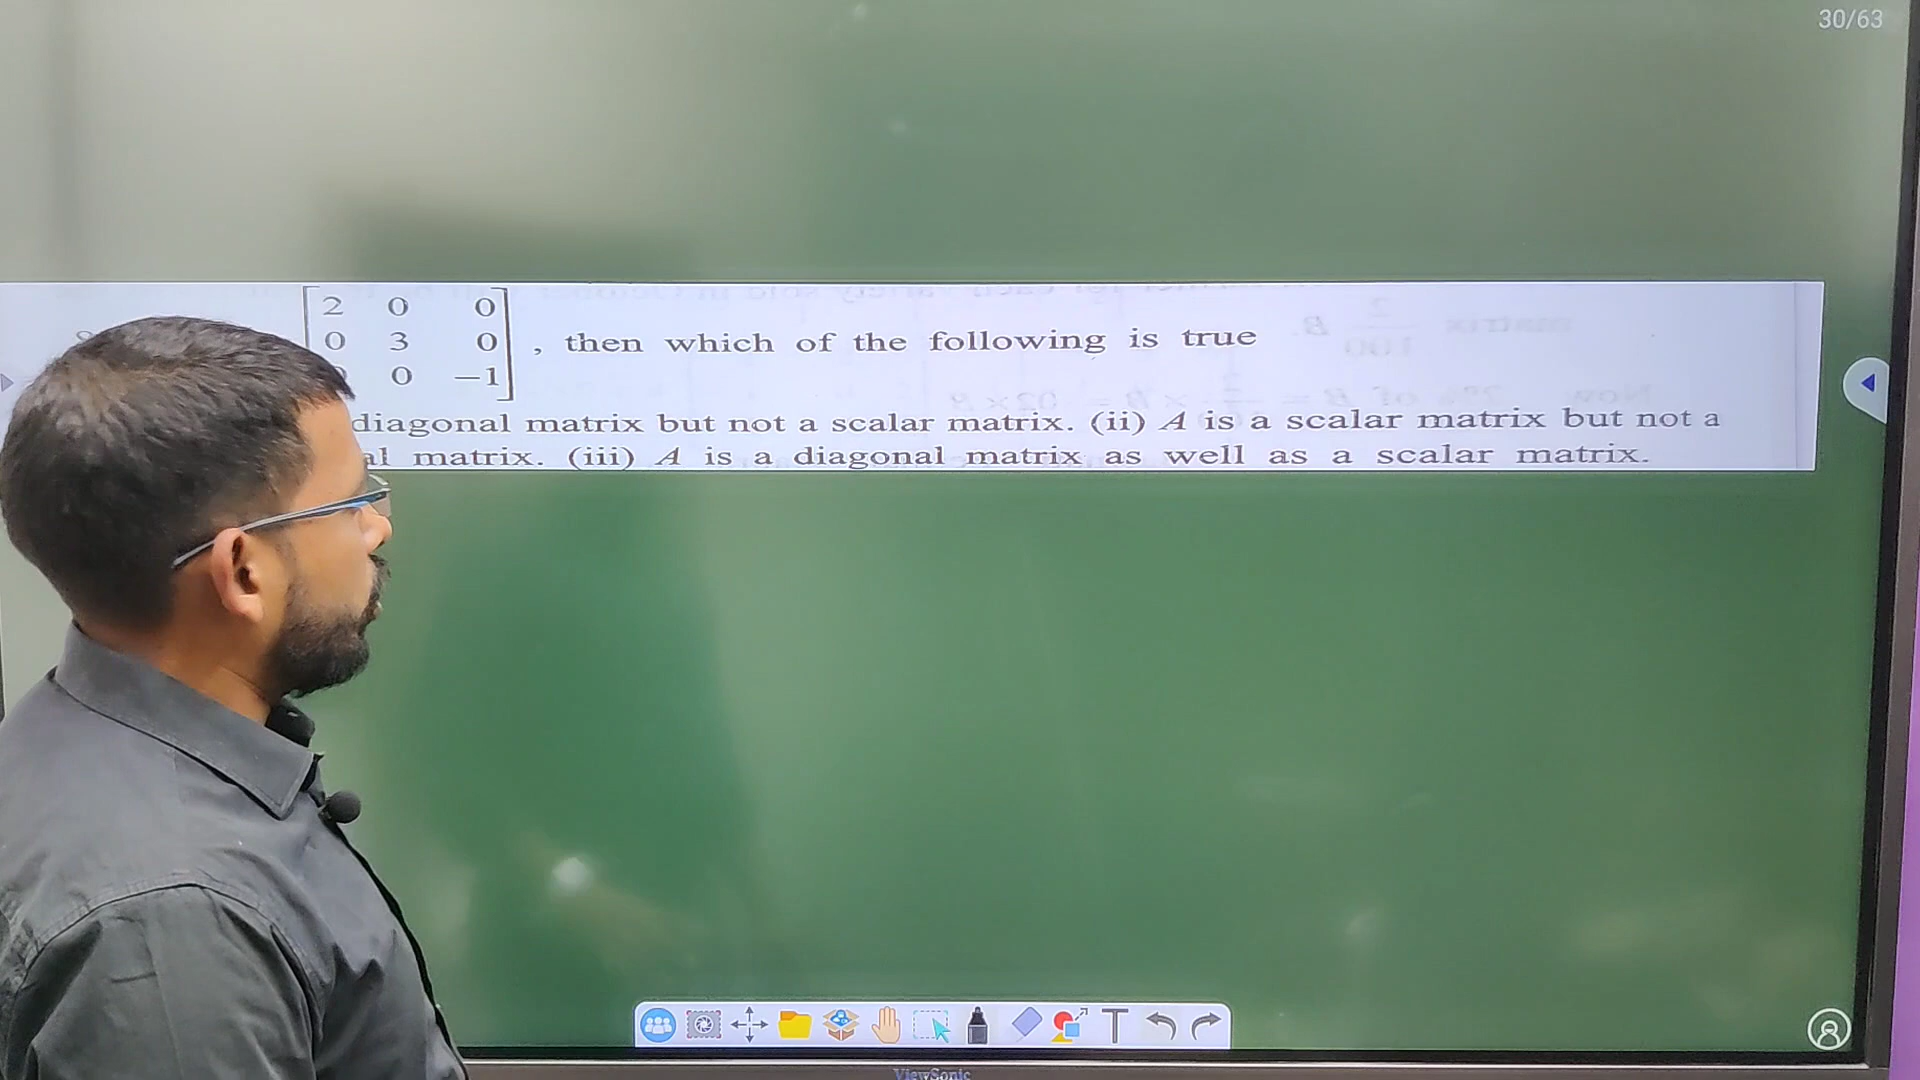 30/63
2 0 0
0 3 0 , then which of the following is true
0 -1
diagonal matrix but not a scalar matrix. (ii) A is a scalar matrix but not a
matrix. (iii) A is a diagonal matrix as well as a scalar matrix.
T
ViewSonic